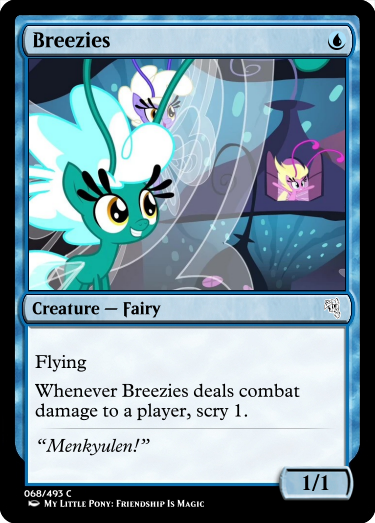 Breezies
Creature — Fairy
Flying
Whenever Breezies deals combat
damage to a player, scry 1.
“Menkyulen!”
1/1
068/493 C
My Little Pony: Friendship Is Magic